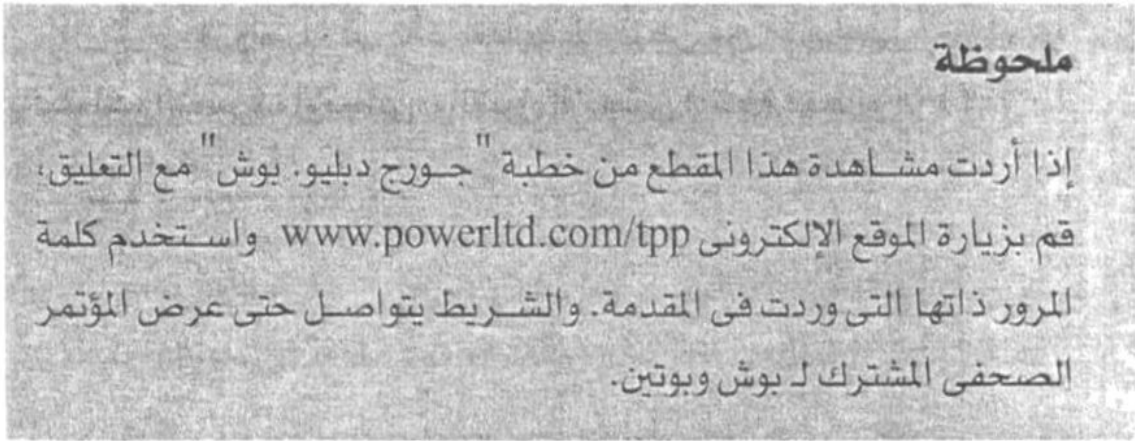 ملحوظة
إذا أردت مشاهدة هذا المقطع من خطبة "جورج دبليو. بوش" مع التعليق،
قم بزيارة الموقع الإلكترونى www.powerltd.com/tpp واستخدم كلمة
المرور ذاتها التى وردت فى المقدمة. والشريط يتواصل حتى عرض المؤتمر
الصحفى المشترك لـ بوش وبوتين.